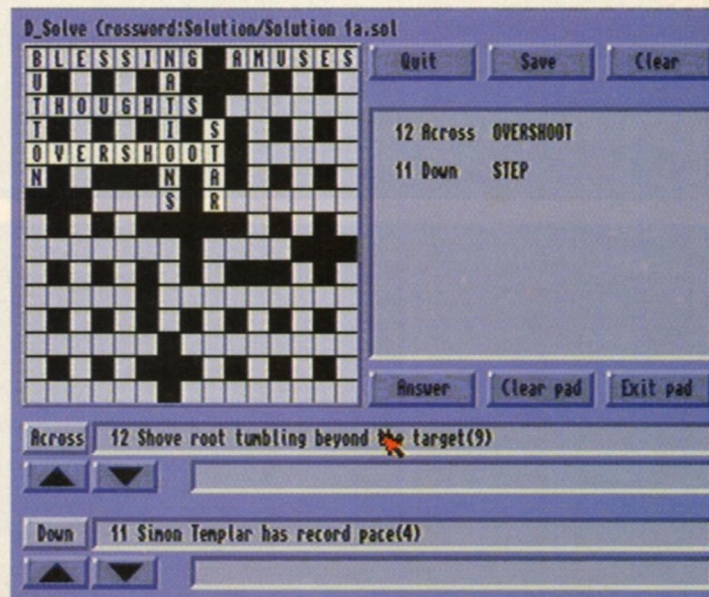 D_Solve Crossword:Solution/Solution 1a.sol
BLESSING AMUSES
U A
THOUGHTS
T I S
OVERSHOOT
N N A
S R
Quit Save Clear
12 Across OVERSHOOT
11 Down STEP
Answer Clear pad Exit pad
Across 12 Shove root tumbling beyond the target(9)
Down 11 Simon Templar has record pace(4)